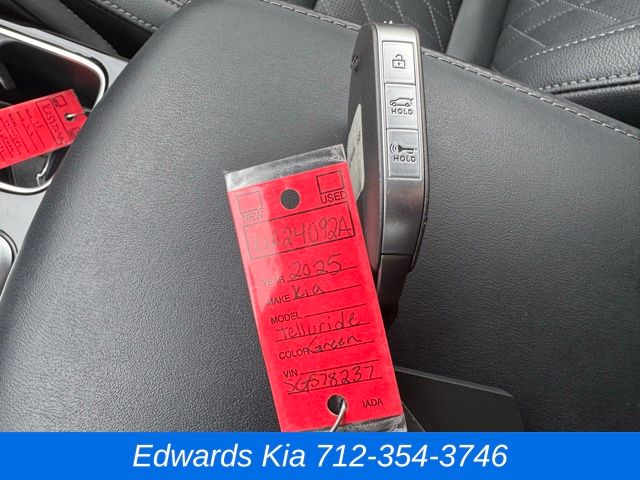 HOLD
HOLD
NEW
USED
24092A
YEAR 2025
MAKE Kia
MODEL Telluride
COLOR Green
VIN SG578237
IADA
Edwards Kia 712-354-3746